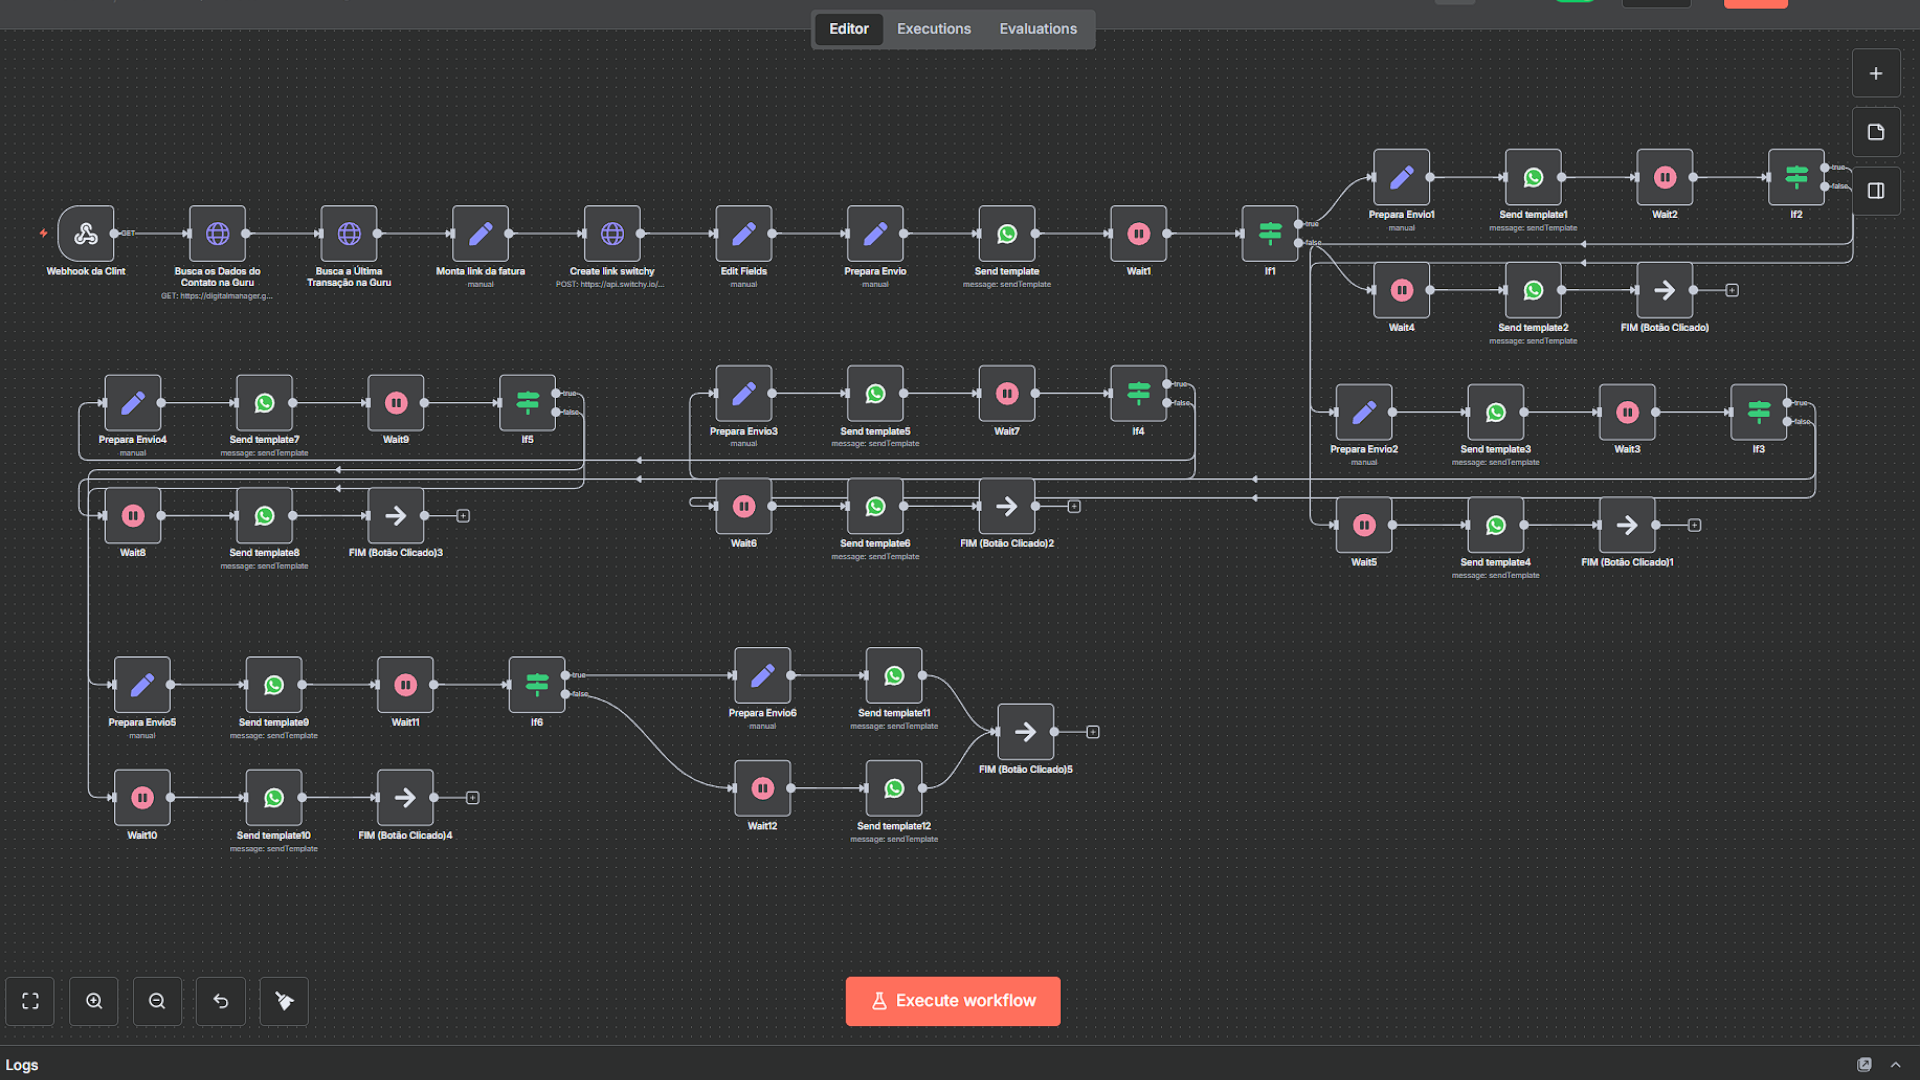 Editor Executions Evaluations
Prepara Envio1
manual
Send template1
message: sendTemplate
Wait2
true
false
If2
GET
Webhook da Clint
Busca os Dados do
Contato na Guru
GET: https://digitalmanager.g...
Busca a Última
Transação na Guru
Monta link da fatura
manual
Create link switchy
POST: https://api.switchy.io/...
Edit Fields
manual
Prepara Envio
manual
Send template
message: sendTemplate
Wait1
true
false
If1
Wait4
Send template2
message: sendTemplate
FIM (Botão Clicado)
Prepara Envio4
manual
Send template7
message: sendTemplate
Wait9
true
false
If5
Prepara Envio3
manual
Send template5
message: sendTemplate
Wait7
true
false
If4
Prepara Envio2
manual
Send template3
message: sendTemplate
Wait3
true
false
If3
Wait8
Send template8
message: sendTemplate
FIM (Botão Clicado)3
Wait6
Send template6
message: sendTemplate
FIM (Botão Clicado)2
Wait5
Send template4
message: sendTemplate
FIM (Botão Clicado)1
Prepara Envio5
manual
Send template9
message: sendTemplate
Wait11
true
false
If6
Prepara Envio6
manual
Send template11
message: sendTemplate
FIM (Botão Clicado)5
Wait10
Send template10
message: sendTemplate
FIM (Botão Clicado)4
Wait12
Send template12
message: sendTemplate
Execute workflow
Logs